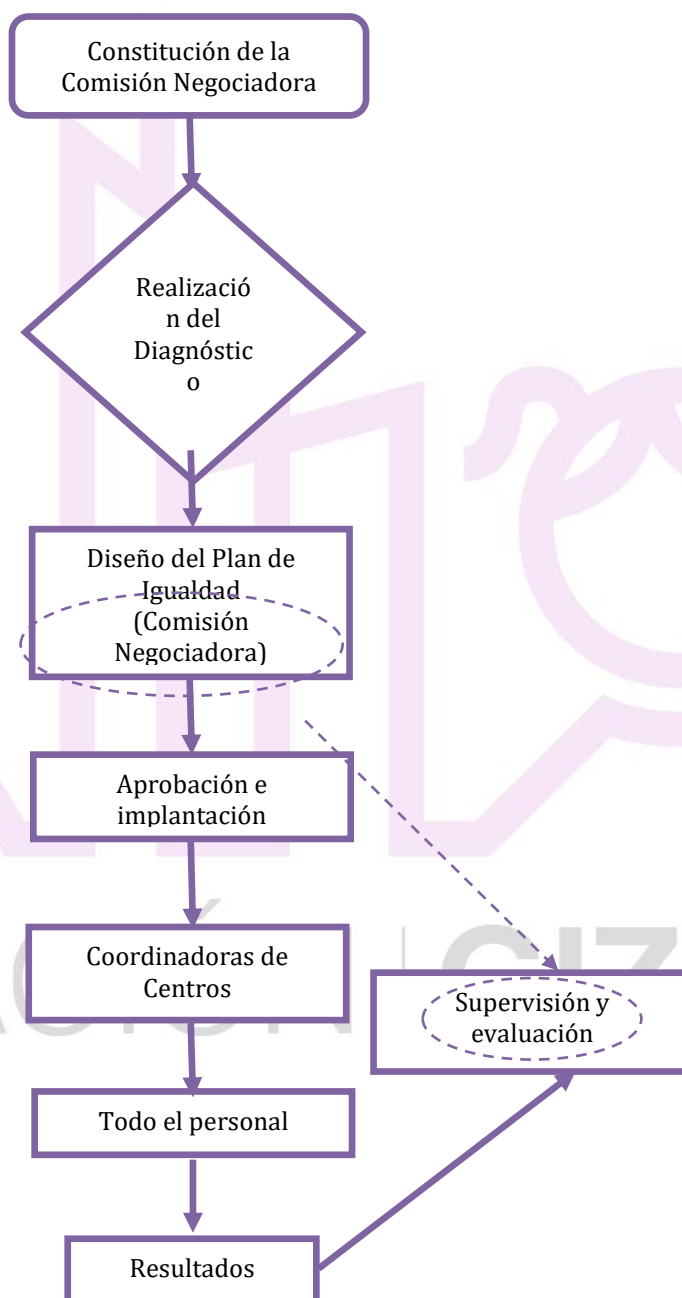 Constitución de la
Comisión Negociadora
Realizació
n del
Diagnóstic
o
Diseño del Plan de
Igualdad
(Comisión
Negociadora)
Aprobación e
implantación
Coordinadoras de
Centros
Supervisión y
evaluación
Todo el personal
Resultados